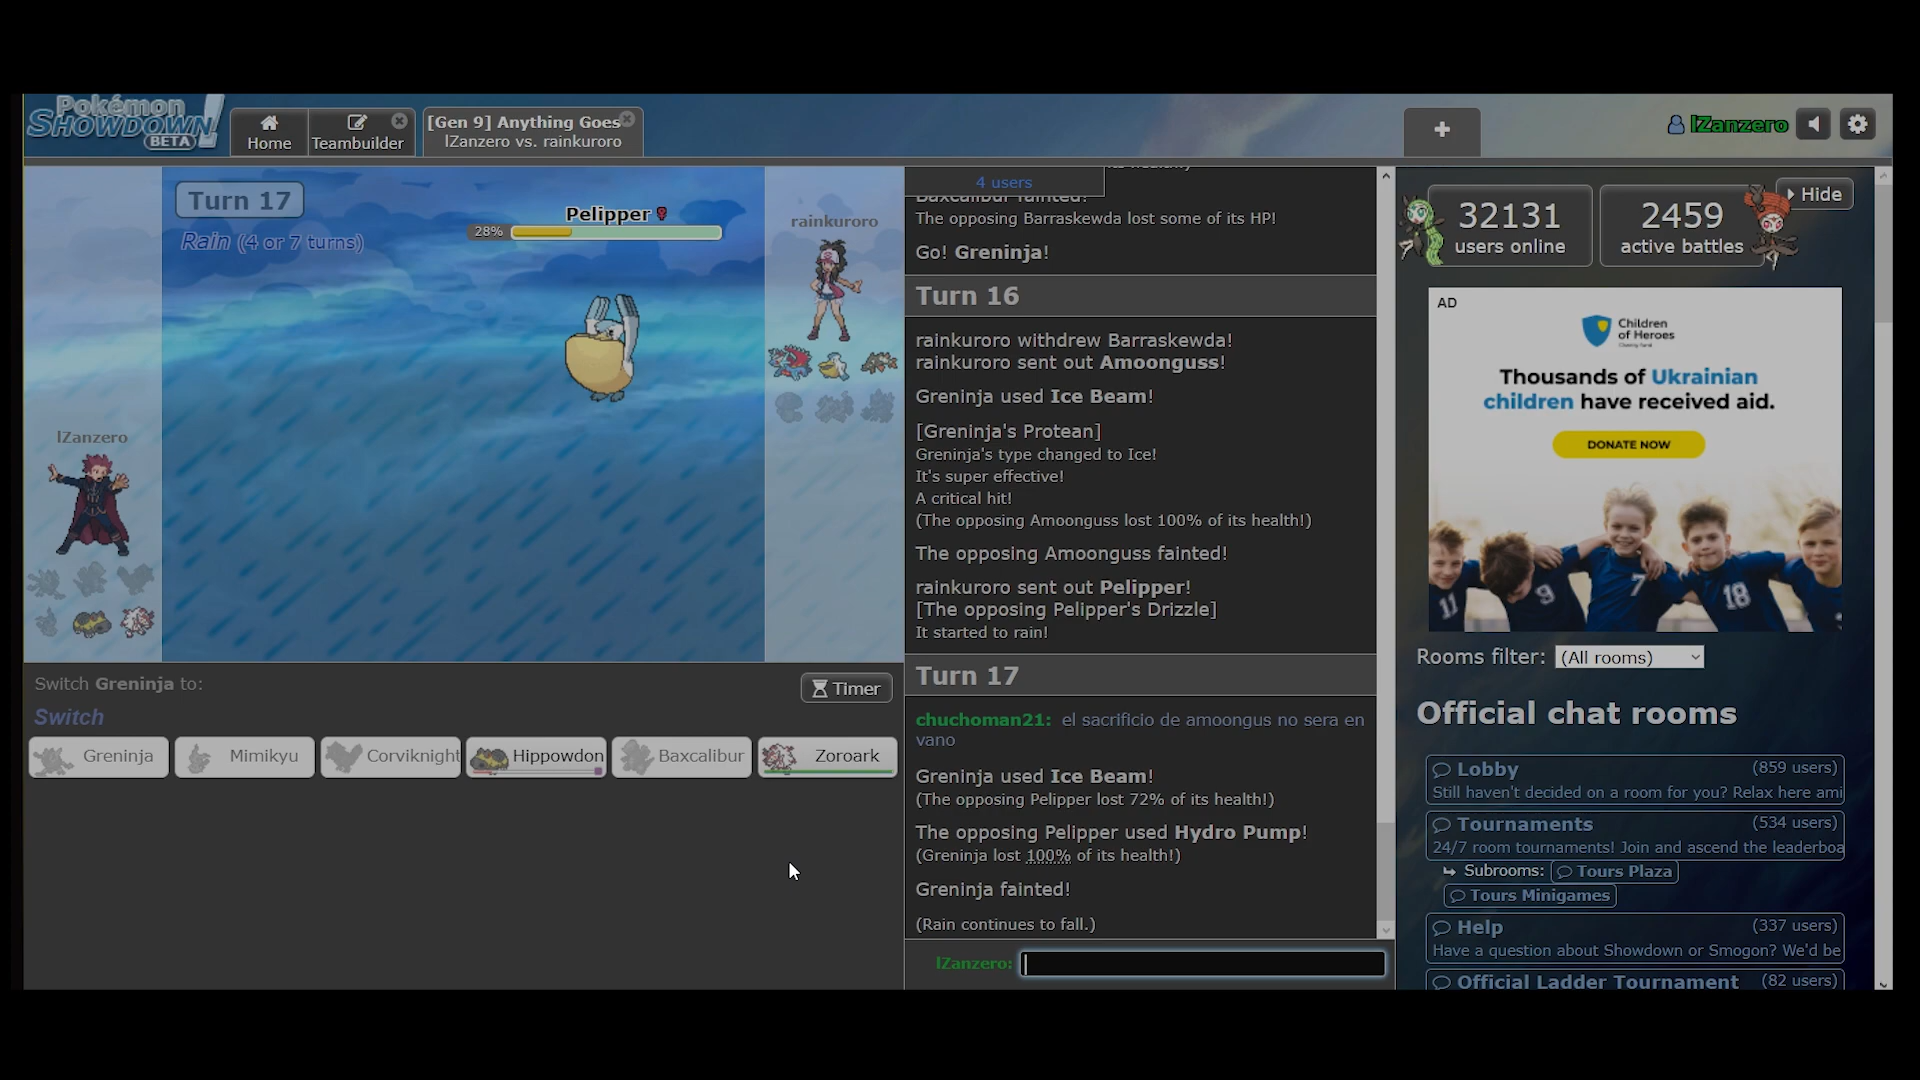 Pokémon
SHOWDOWN!
BETA
Home
Teambuilder
[Gen 9] Anything Goes
lZanzero vs. rainkuroro
+
lZanzero
Turn 17
Rain (4 or 7 turns)
Pelipper
28%
rainkuroro
lZanzero
Switch Greninja to:
Timer
Switch
Greninja
Mimikyu
Corviknight
Hippowdon
Baxcalibur
Zoroark
4 users
Baxcalibur fainted!
The opposing Barraskewda lost some of its HP!
Go! Greninja!
Turn 16
rainkuroro withdrew Barraskewda!
rainkuroro sent out Amoonguss!
Greninja used Ice Beam!
[Greninja's Protean]
Greninja's type changed to Ice!
It's super effective!
A critical hit!
(The opposing Amoonguss lost 100% of its health!)
The opposing Amoonguss fainted!
rainkuroro sent out Pelipper!
[The opposing Pelipper's Drizzle]
It started to rain!
Turn 17
chuchoman21: el sacrificio de amoongus no sera en
vano
Greninja used Ice Beam!
(The opposing Pelipper lost 72% of its health!)
The opposing Pelipper used Hydro Pump!
(Greninja lost 100% of its health!)
Greninja fainted!
(Rain continues to fall.)
lZanzero:
32131
users online
2459
active battles
Hide
AD
Children
of Heroes
Thousands of Ukrainian
children have received aid.
DONATE NOW
11
9
7
18
Rooms filter: (All rooms)
Official chat rooms
Lobby (859 users)
Still haven't decided on a room for you? Relax here ami
Tournaments (534 users)
24/7 room tournaments! Join and ascend the leaderboa
Subrooms: Tours Plaza
Tours Minigames
Help (337 users)
Have a question about Showdown or Smogon? We'd be
Official Ladder Tournament (82 users)